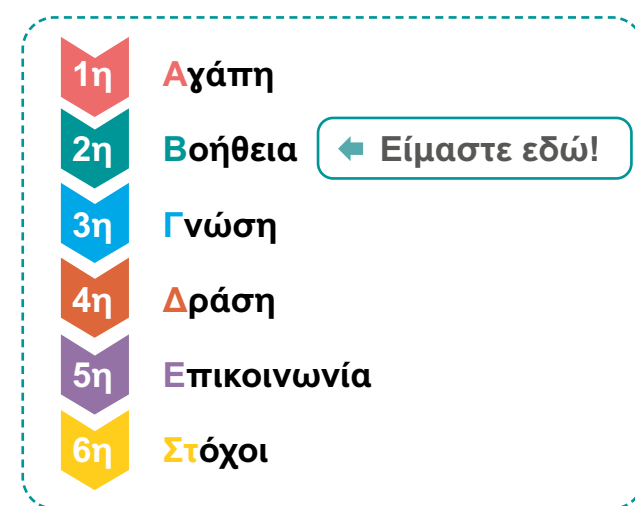 1η Αγάπη
2η Βοήθεια Είμαστε εδώ!
3η Γνώση
4η Δράση
5η Επικοινωνία
6η Στόχοι